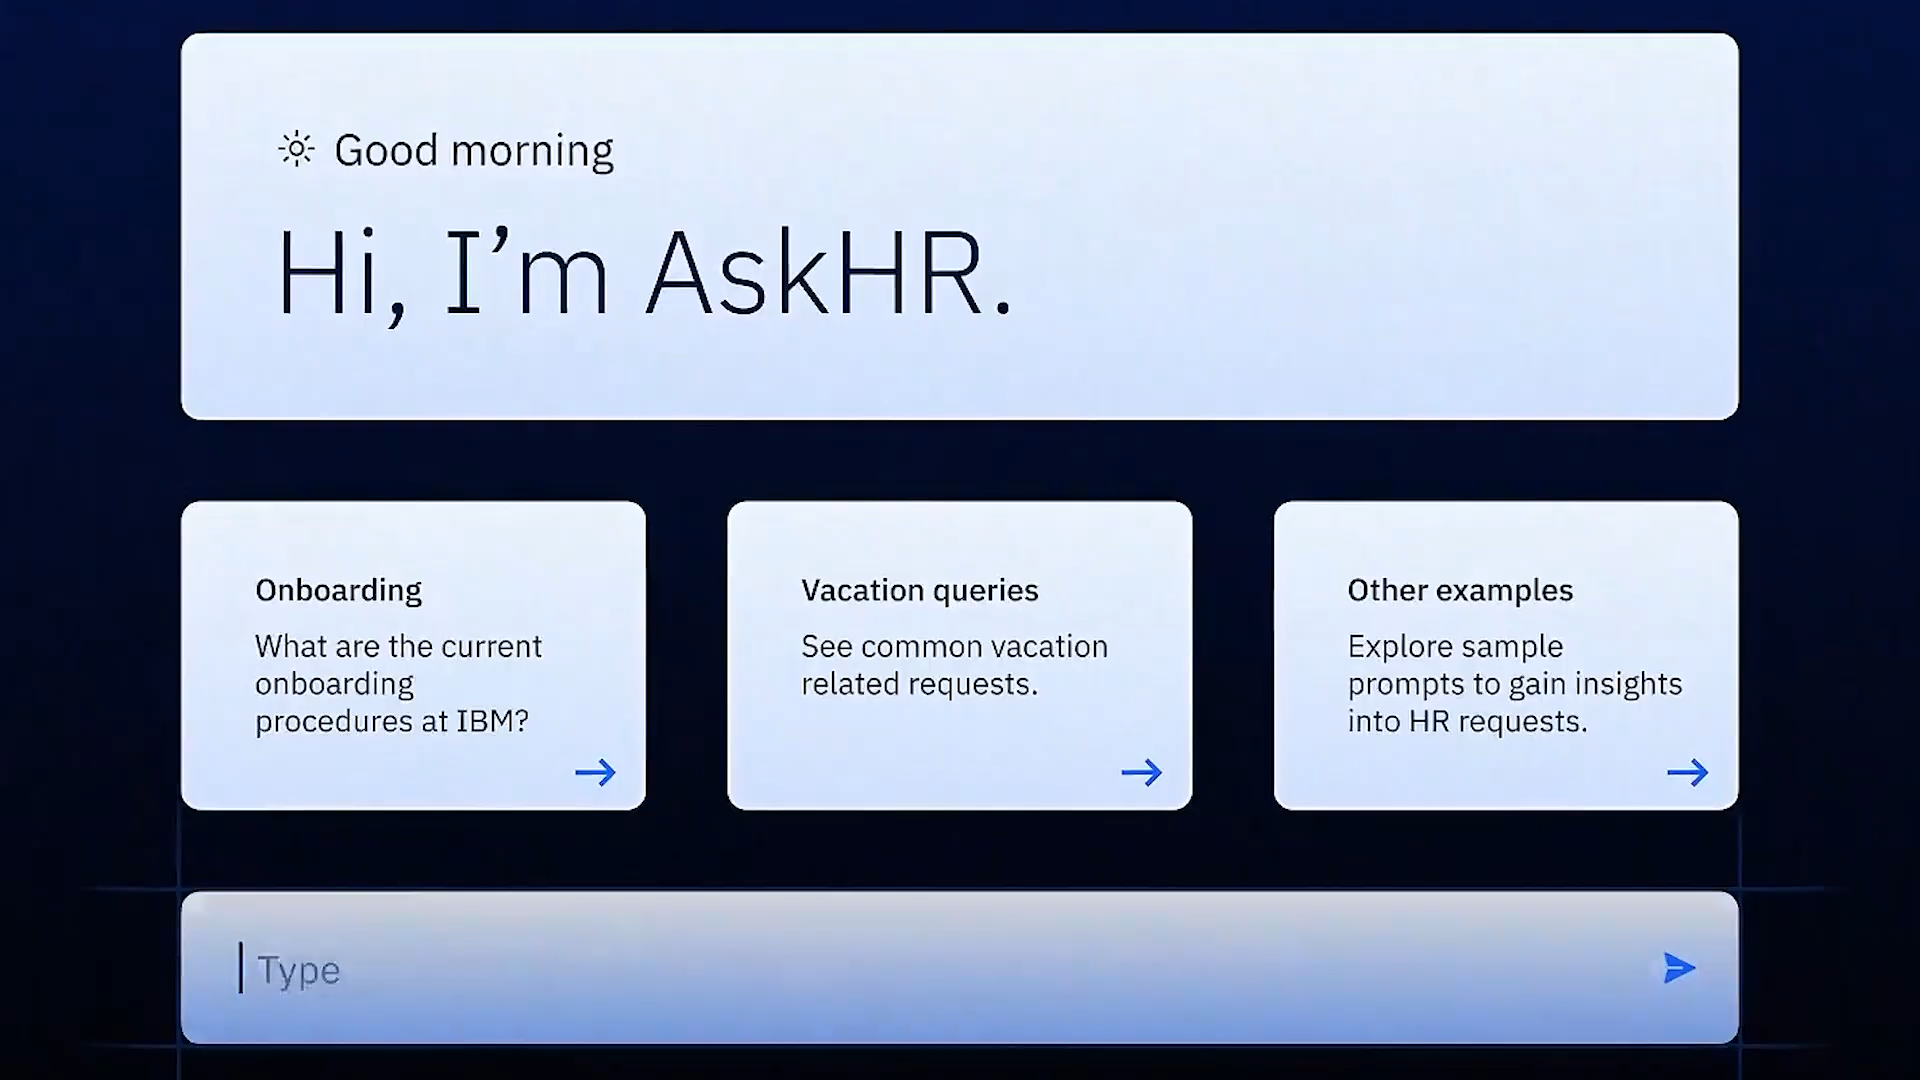 Good morning
Hi, I’m AskHR.
Onboarding
What are the current
onboarding
procedures at IBM?
Vacation queries
See common vacation
related requests.
Other examples
Explore sample
prompts to gain insights
into HR requests.
Type